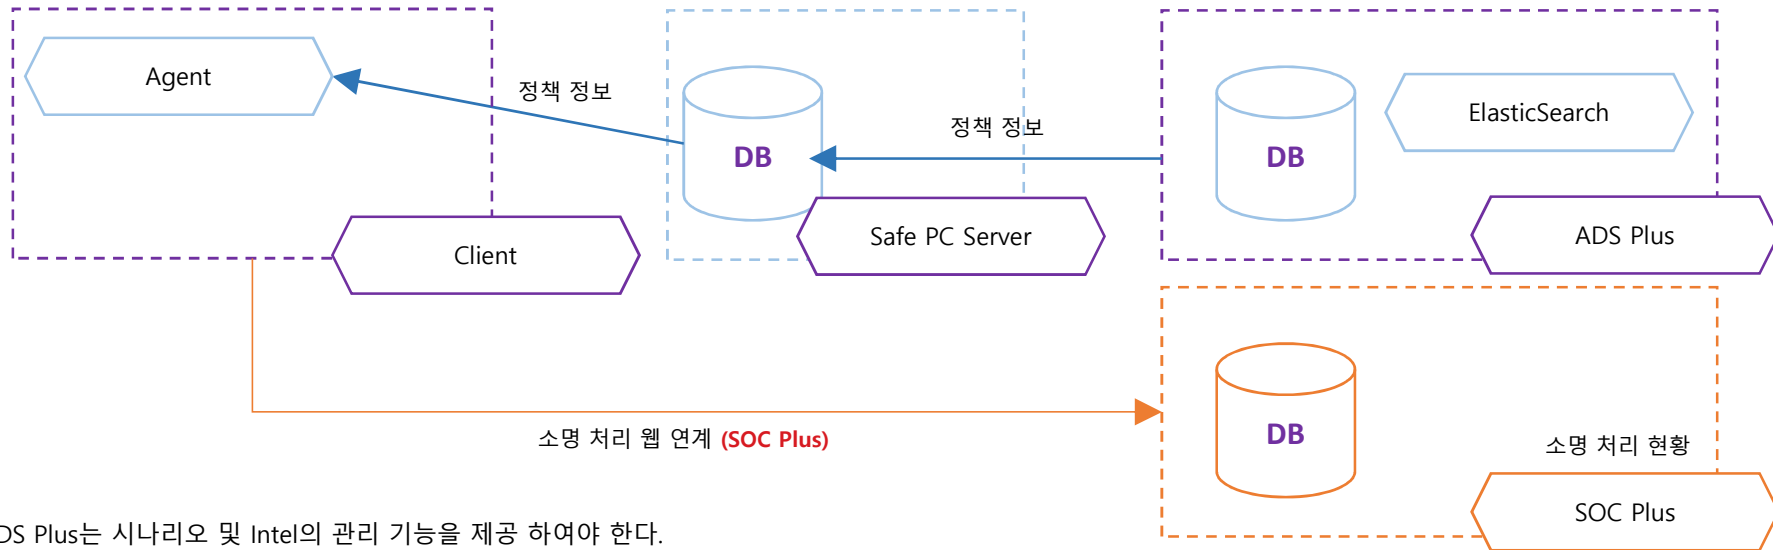 Agent
정책 정보
DB
정책 정보
DB
ElasticSearch
Client
Safe PC Server
ADS Plus
소명 처리 웹 연계 (SOC Plus)
DB
소명 처리 현황
SOC Plus
DS Plus는 시나리오 및 Intel의 관리 기능을 제공 하여야 한다.